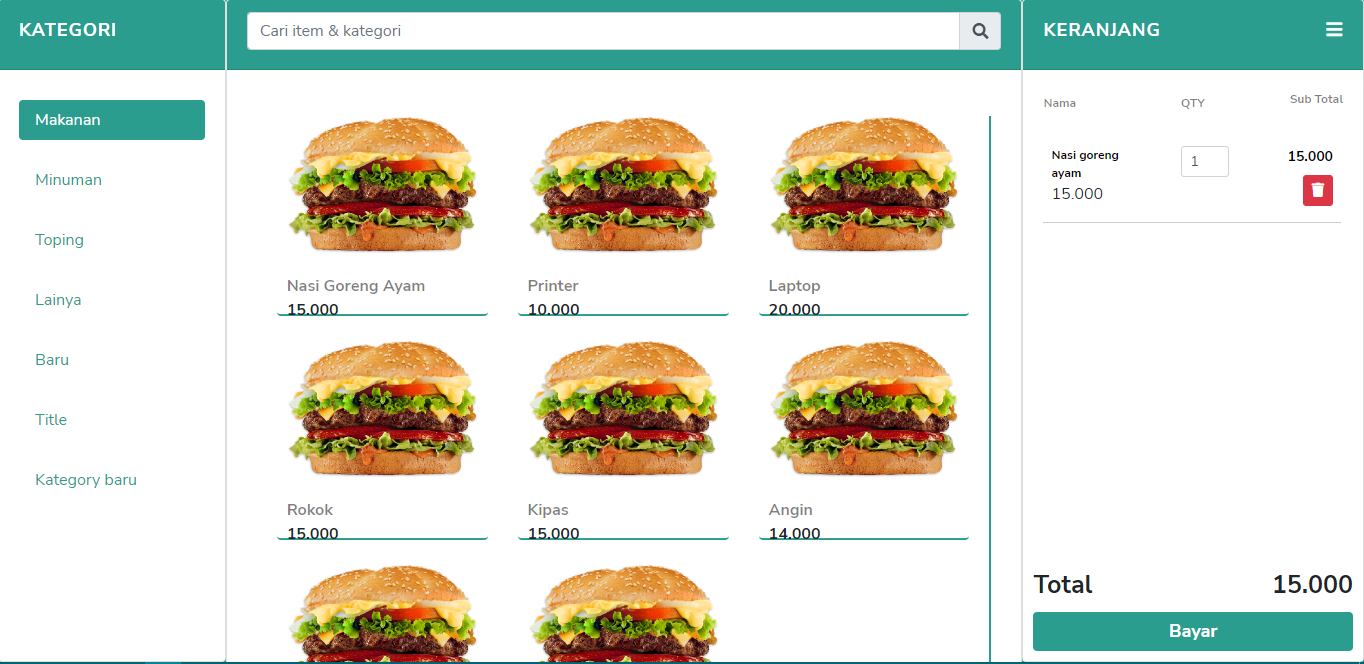 KATEGORI
Makanan
Minuman
Toping
Lainya
Baru
Title
Kategory baru
Cari item & kategori
Nasi Goreng Ayam
15.000
Printer
10.000
Laptop
20.000
Rokok
15.000
Kipas
15.000
Angin
14.000
KERANJANG
Nama QTY Sub Total
Nasi goreng
ayam
15.000
1
15.000
Total 15.000
Bayar